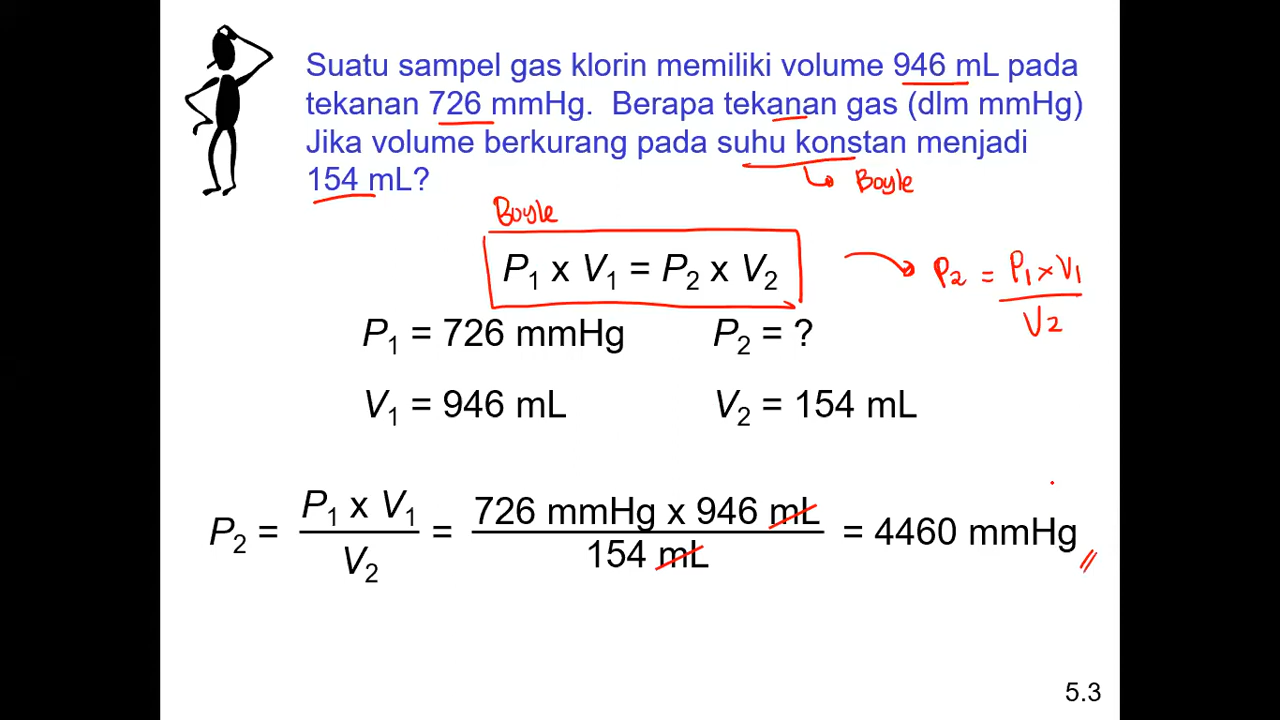 Suatu sampel gas klorin memiliki volume 946 mL pada
tekanan 726 mmHg.  Berapa tekanan gas (dlm mmHg)
Jika volume berkurang pada suhu konstan menjadi
154 mL?
Boyle
Boyle
P₁ x V₁ = P₂ x V₂
P₂ = P₁ x V₁ / V₂
P₁ = 726 mmHg P₂ = ?
V₁ = 946 mL V₂ = 154 mL
P₂ = P₁ x V₁ / V₂ = 726 mmHg x 946 mL / 154 mL = 4460 mmHg
5.3